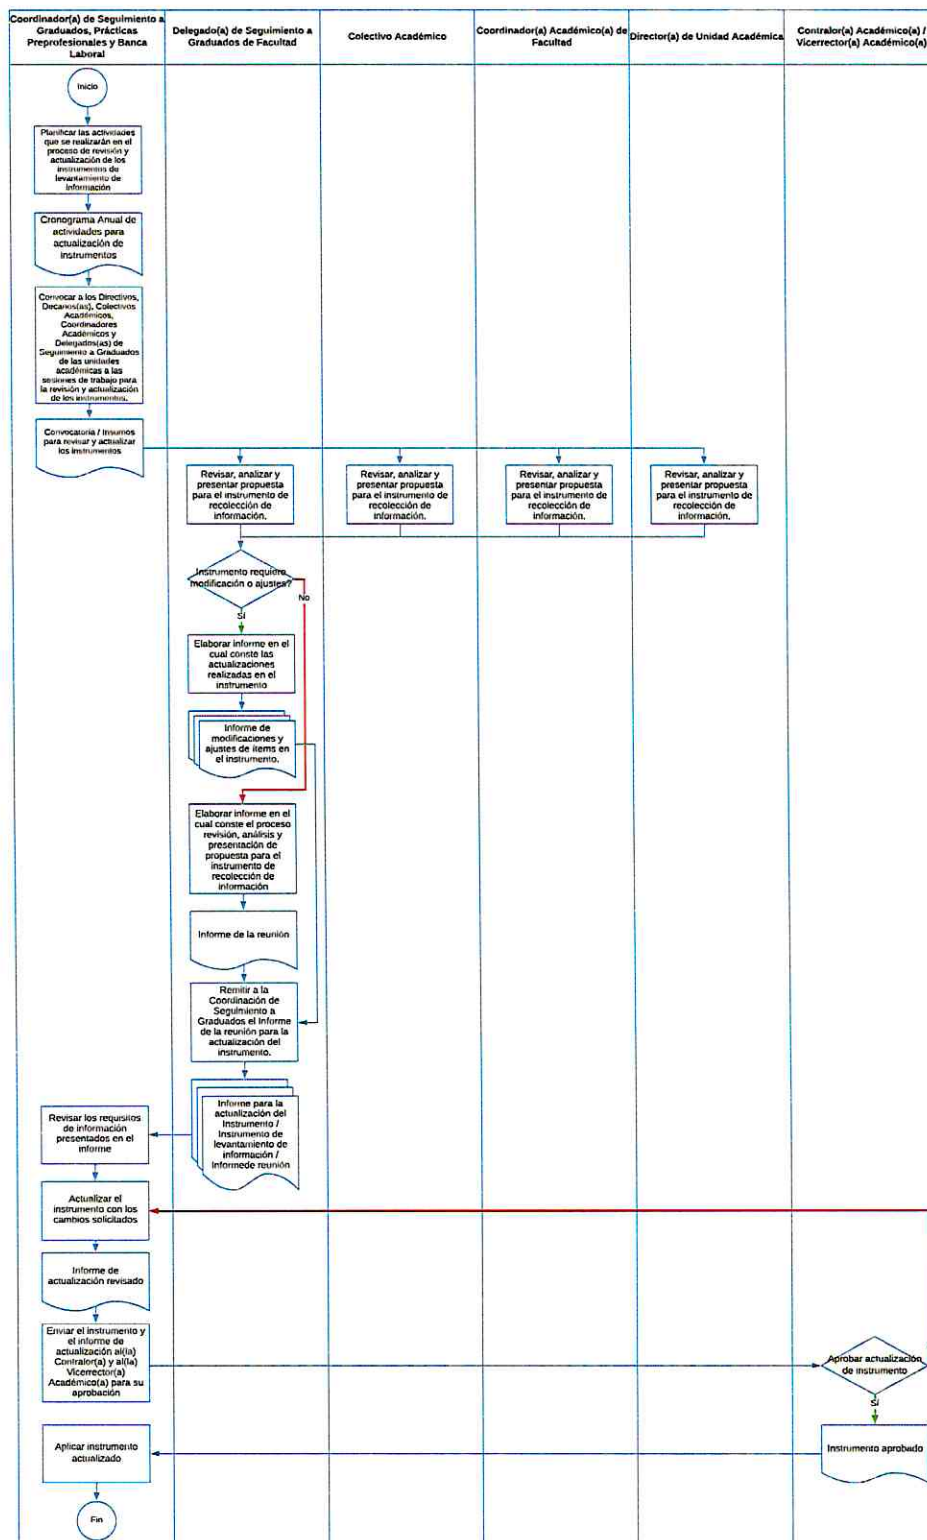 Coordinador(a) de Seguimiento a
Graduados, Prácticas
Preprofesionales y Banca
Laboral
Delegado(a) de Seguimiento a
Graduados de Facultad
Colectivo Académico
Coordinador(a) Académico(a) de
Facultad
Director(a) de Unidad Académica
Contralor(a) Académico(a) /
Vicerrector(a) Académico(a)
Inicio
Planificar las actividades
que se realizarán en el
proceso de revisión y
actualización de los
instrumentos de
levantamiento de
información
Cronograma Anual de
actividades para
actualización de
instrumentos
Convocar a los Directivos,
Decanos(as), Colectivos
Académicos,
Coordinadores
Académicos y
Delegados(as) de
Seguimiento a Graduados
de las unidades
académicas a las
sesiones de trabajo para
la revisión y actualización
de los instrumentos.
Convocatoria / Insumos
para revisar y actualizar
los instrumentos
Revisar, analizar y
presentar propuesta
para el instrumento de
recolección de
información.
Revisar, analizar y
presentar propuesta
para el instrumento de
recolección de
información.
Revisar, analizar y
presentar propuesta
para el instrumento de
recolección de
información.
Revisar, analizar y
presentar propuesta
para el instrumento de
recolección de
información.
Instrumento requiere
modificación o ajustes?
No
Sí
Elaborar informe en el
cual conste las
actualizaciones
realizadas en el
instrumento
Informe de
modificaciones y
ajustes de ítems en
el instrumento.
Elaborar informe en el
cual conste el proceso
revisión, análisis y
presentación de
propuesta para el
instrumento de
recolección de
información
Informe de la reunión
Remitir a la
Coordinación de
Seguimiento a
Graduados el Informe
de la reunión para la
actualización del
instrumento.
Informe para la
actualización del
Instrumento /
Instrumento de
levantamiento de
información /
Informede reunión
Revisar los requisitos
de información
presentados en el
informe
Actualizar el
instrumento con los
cambios solicitados
Informe de
actualización revisado
Enviar el instrumento y
el informe de
actualización al(la)
Contralor(a) y al(la)
Vicerrector(a)
Académico(a) para su
aprobación
Aprobar actualización
de instrumento
Sí
Instrumento aprobado
Aplicar instrumento
actualizado
Fin